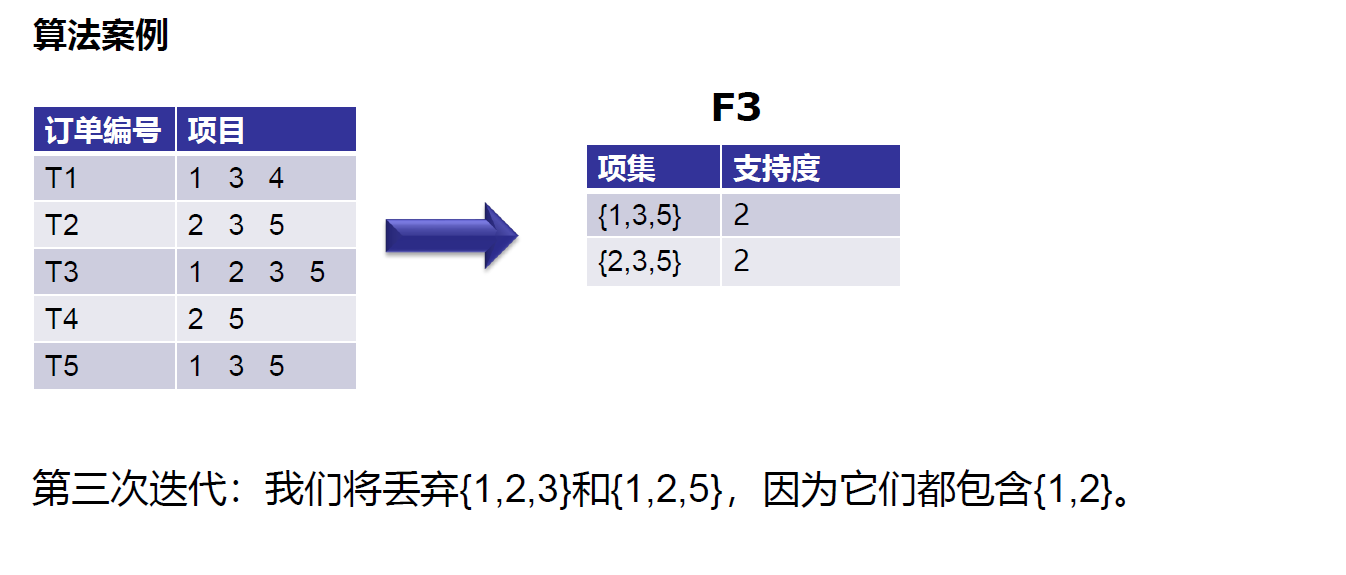 算法案例
F3
订单编号 项目
T1 1 3 4
T2 2 3 5
T3 1 2 3 5
T4 2 5
T5 1 3 5
项集 支持度
{1,3,5} 2
{2,3,5} 2
第三次迭代：我们将丢弃{1,2,3}和{1,2,5}，因为它们都包含{1,2}。